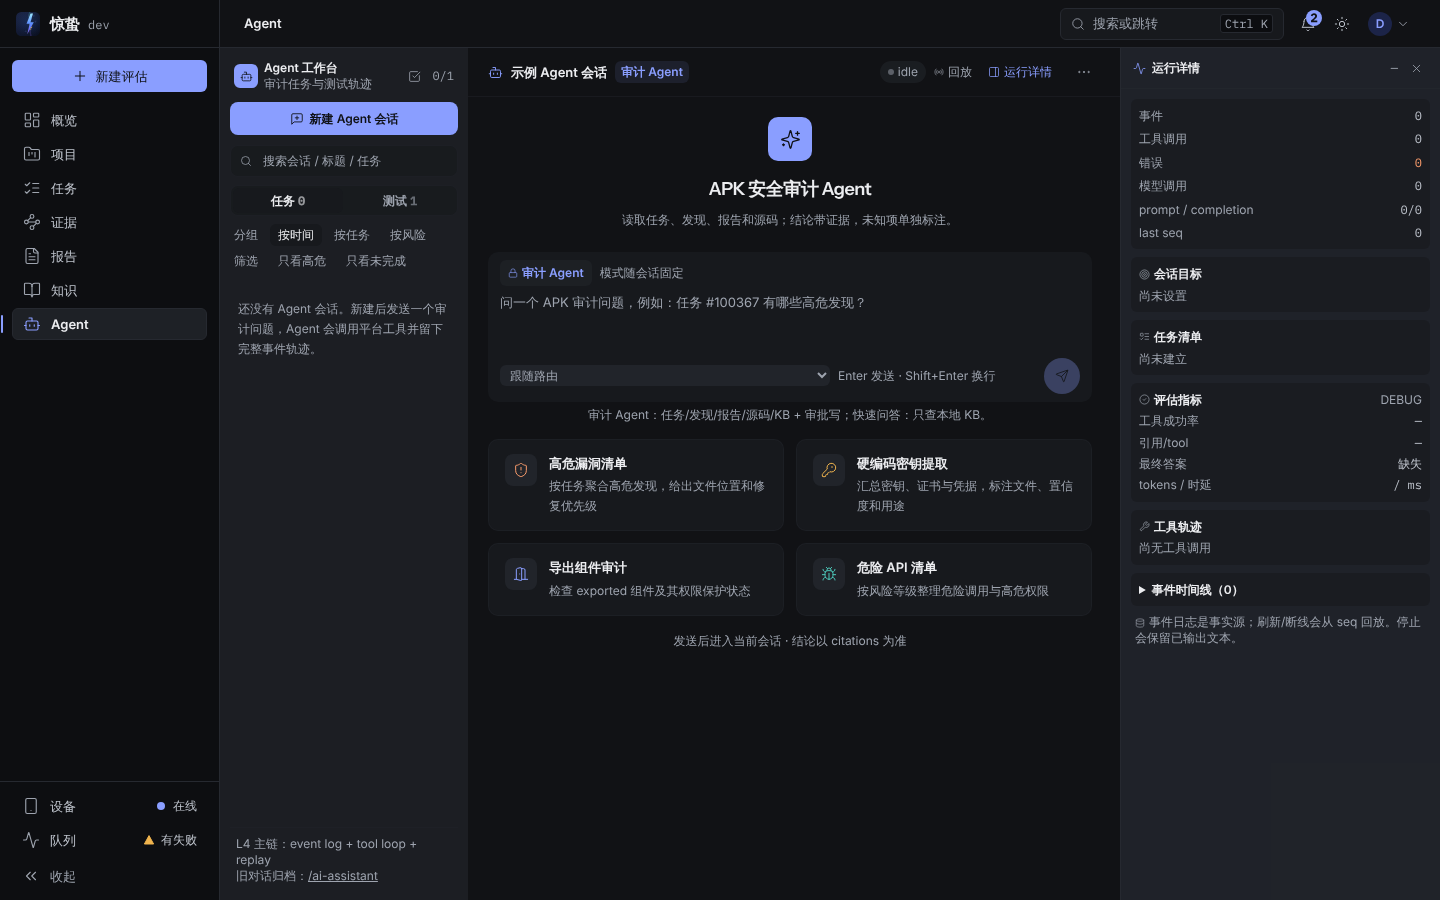 惊蛰 dev
Agent
搜索或跳转
Ctrl K
2
D
新建评估
概览
项目
任务
证据
报告
知识
Agent
设备
在线
队列
有失败
收起
Agent 工作台
审计任务与测试轨迹
0/1
新建 Agent 会话
搜索会话 / 标题 / 任务
任务 0
测试 1
分组
按时间
按任务
按风险
筛选
只看高危
只看未完成
还没有 Agent 会话。新建后发送一个审
计问题，Agent 会调用平台工具并留下
完整事件轨迹。
L4 主链：event log + tool loop +
replay
旧对话归档：/ai-assistant
示例 Agent 会话
审计 Agent
idle
回放
运行详情
APK 安全审计 Agent
读取任务、发现、报告和源码；结论带证据，未知项单独标注。
审计 Agent
模式随会话固定
问一个 APK 审计问题，例如：任务 #100367 有哪些高危发现？
跟随路由
Enter 发送 · Shift+Enter 换行
审计 Agent：任务/发现/报告/源码/KB + 审批写；快速问答：只查本地 KB。
高危漏洞清单
按任务聚合高危发现，给出文件位置和修
复优先级
硬编码密钥提取
汇总密钥、证书与凭据，标注文件、置信
度和用途
导出组件审计
检查 exported 组件及其权限保护状态
危险 API 清单
按风险等级整理危险调用与高危权限
发送后进入当前会话 · 结论以 citations 为准
运行详情
事件 0
工具调用 0
错误 0
模型调用 0
prompt / completion 0/0
last seq 0
会话目标
尚未设置
任务清单
尚未建立
评估指标 DEBUG
工具成功率 —
引用/tool —
最终答案 缺失
tokens / 时延 / ms
工具轨迹
尚无工具调用
事件时间线（0）
事件日志是事实源；刷新/断线会从 seq 回放。停止
会保留已输出文本。